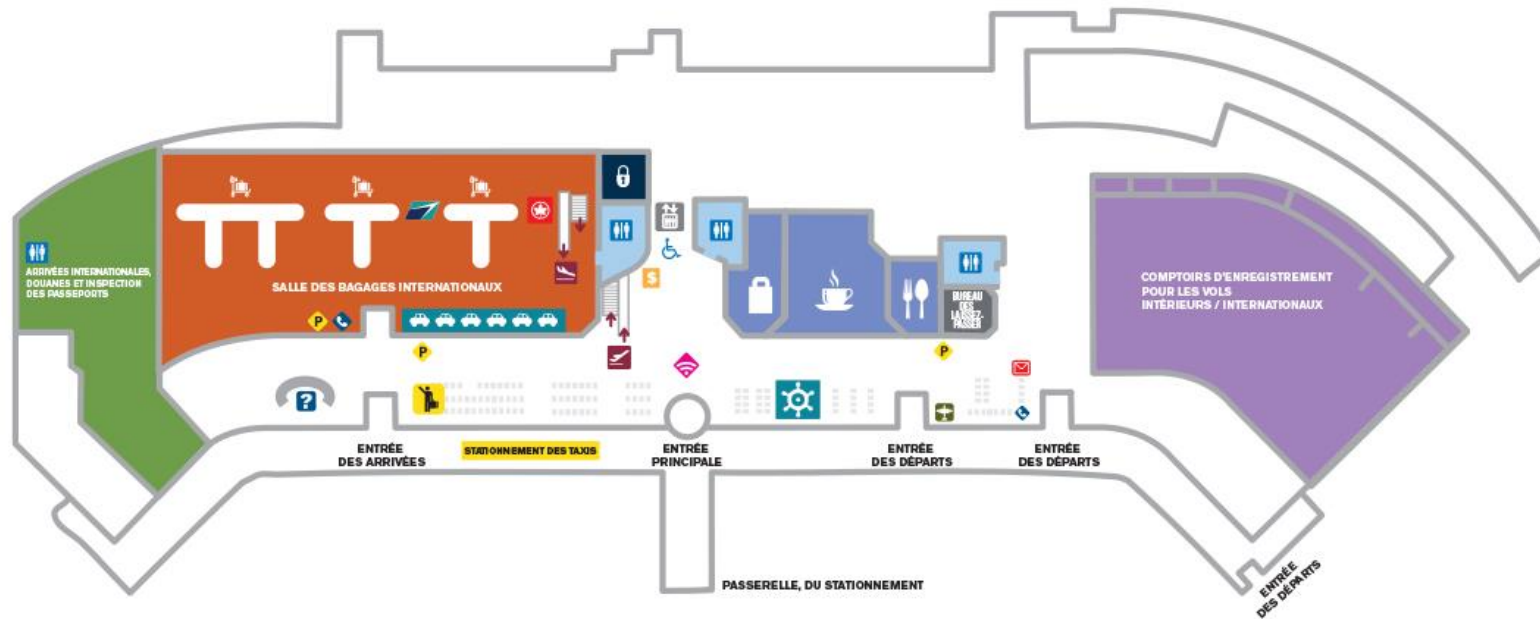 ARRIVÉES INTERNATIONALES,
DOUANES ET INSPECTION
DES PASSEPORTS
SALLE DES BAGAGES INTERNATIONAUX
$
BUREAU
DES
LAISSEZ-
PASSER
COMPTOIRS D'ENREGISTREMENT
POUR LES VOLS
INTÉRIEURS / INTERNATIONAUX
P
P
P
?
ENTRÉE
DES ARRIVÉES
STATIONNEMENT DES TAXIS
ENTRÉE
PRINCIPALE
ENTRÉE
DES DÉPARTS
ENTRÉE
DES DÉPARTS
PASSERELLE, DU STATIONNEMENT
ENTRÉE
DES DÉPARTS